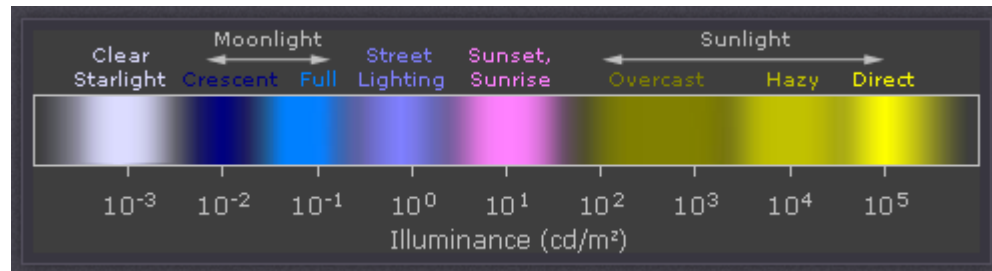 Moonlight
Sunlight
Clear Starlight
Crescent
Full
Street Lighting
Sunset, Sunrise
Overcast
Hazy
Direct
10⁻³ 10⁻² 10⁻¹ 10⁰ 10¹ 10² 10³ 10⁴ 10⁵
Illuminance (cd/m²)